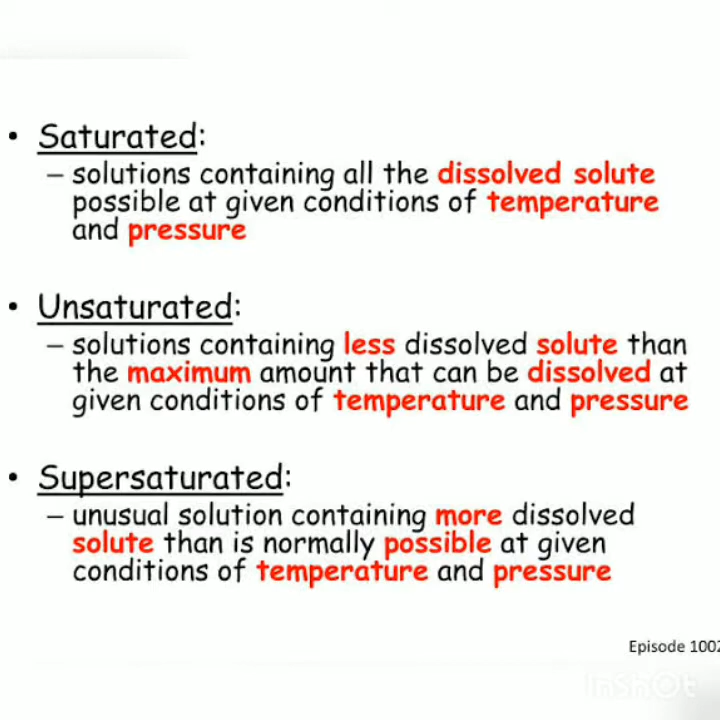 • Saturated:
– solutions containing all the dissolved solute
possible at given conditions of temperature
and pressure
• Unsaturated:
– solutions containing less dissolved solute than
the maximum amount that can be dissolved at
given conditions of temperature and pressure
• Supersaturated:
– unusual solution containing more dissolved
solute than is normally possible at given
conditions of temperature and pressure
Episode 1002
InShot